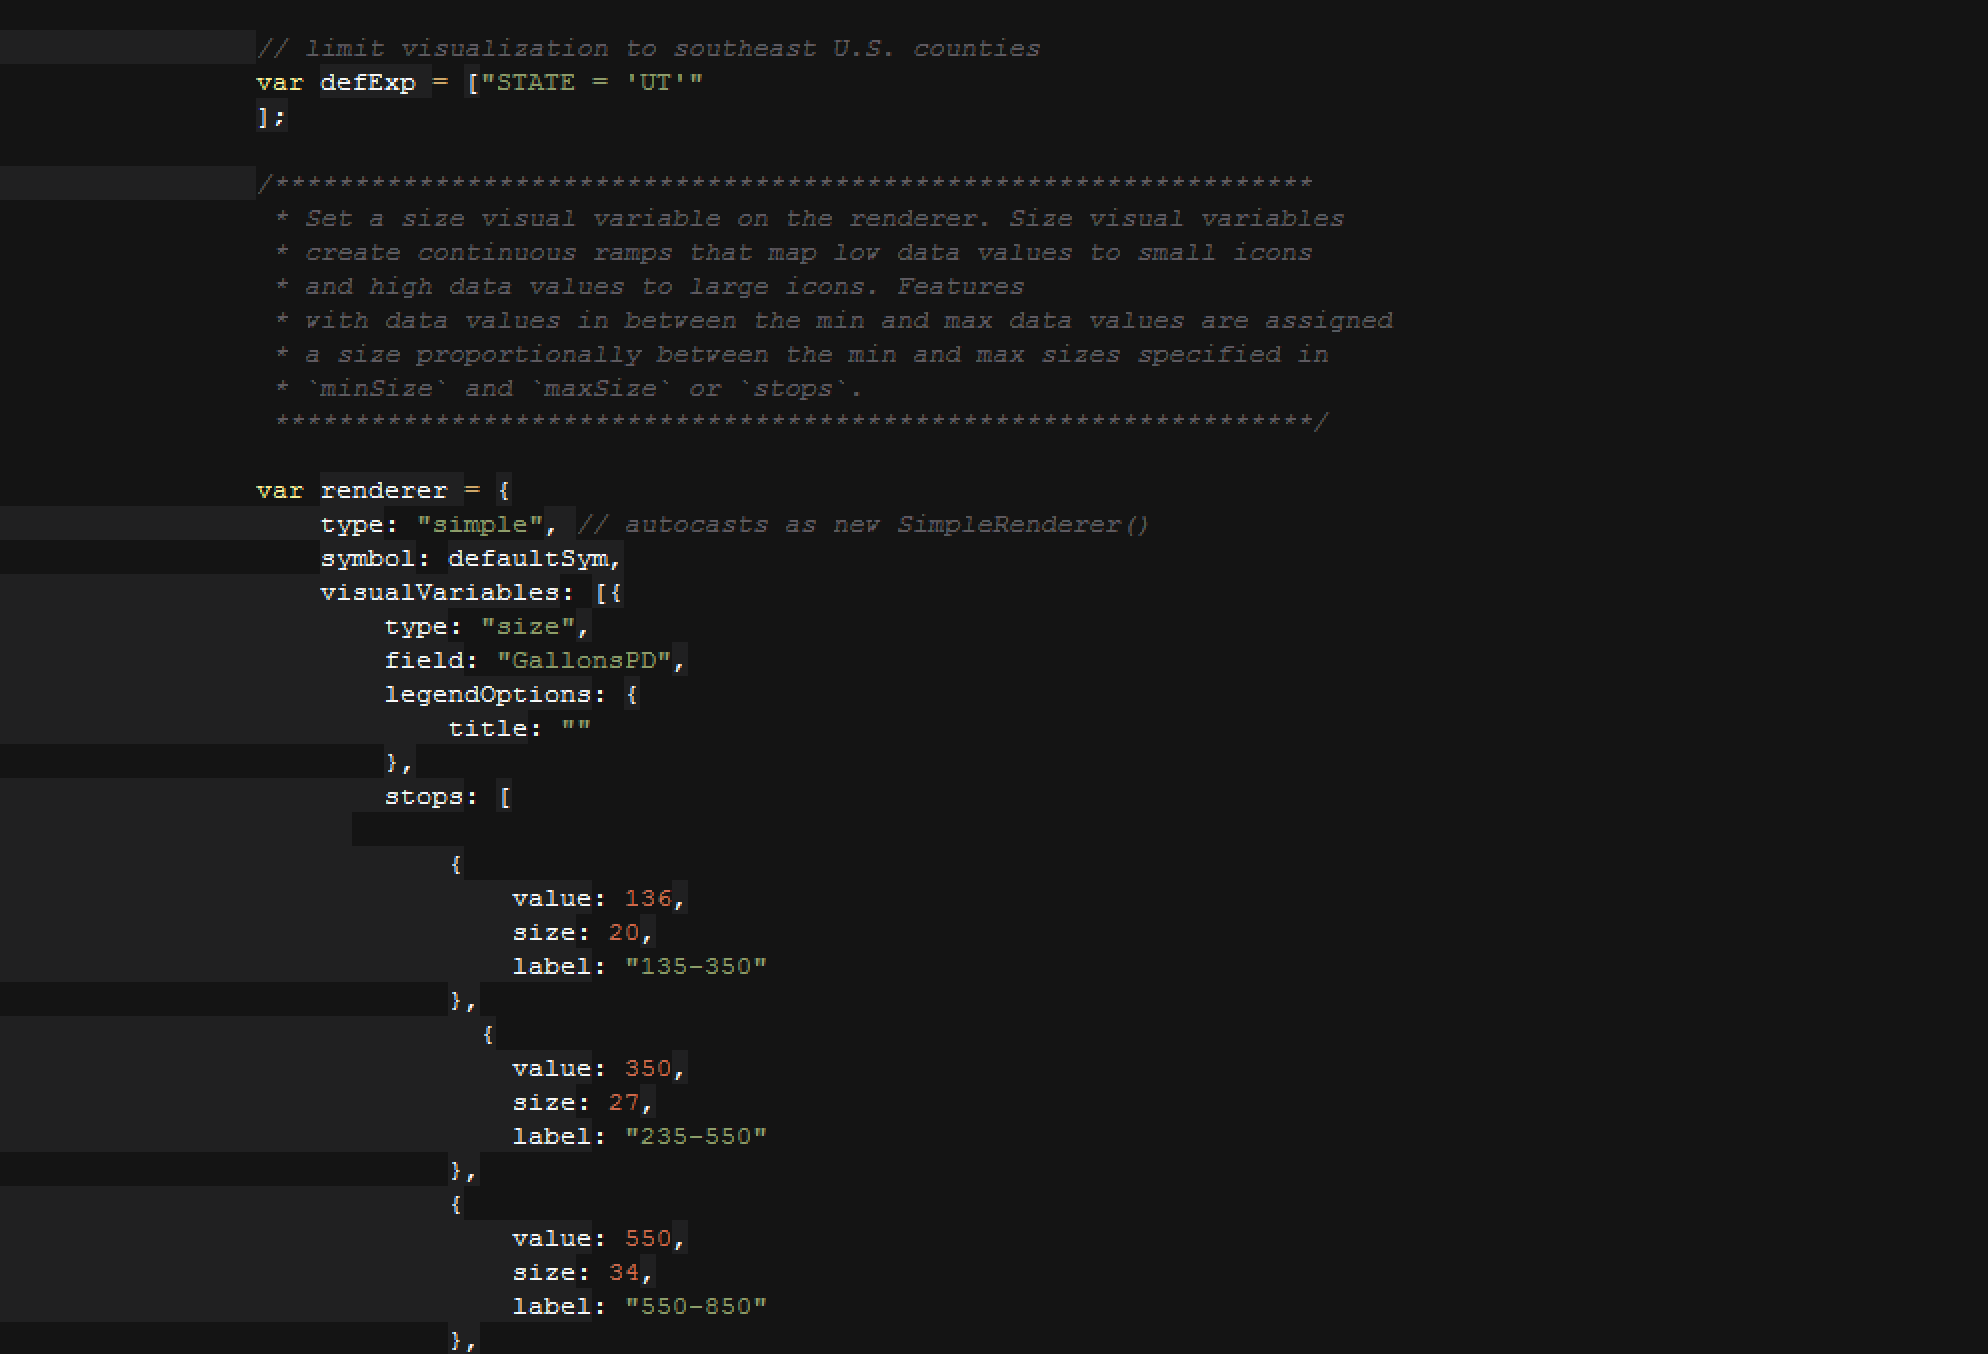 // limit visualization to southeast U.S. counties
var defExp = ["STATE = 'UT'"
];
/*****************************************************************
* Set a size visual variable on the renderer. Size visual variables
* create continuous ramps that map low data values to small icons
* and high data values to large icons. Features
* with data values in between the min and max data values are assigned
* a size proportionally between the min and max sizes specified in
* `minSize` and `maxSize` or `stops`.
*****************************************************************/
var renderer = {
type: "simple", // autocasts as new SimpleRenderer()
symbol: defaultSym,
visualVariables: [{
type: "size",
field: "GallonsPD",
legendOptions: {
title: ""
},
stops: [
{
value: 136,
size: 20,
label: "135-350"
},
{
value: 350,
size: 27,
label: "235-550"
},
{
value: 550,
size: 34,
label: "550-850"
},